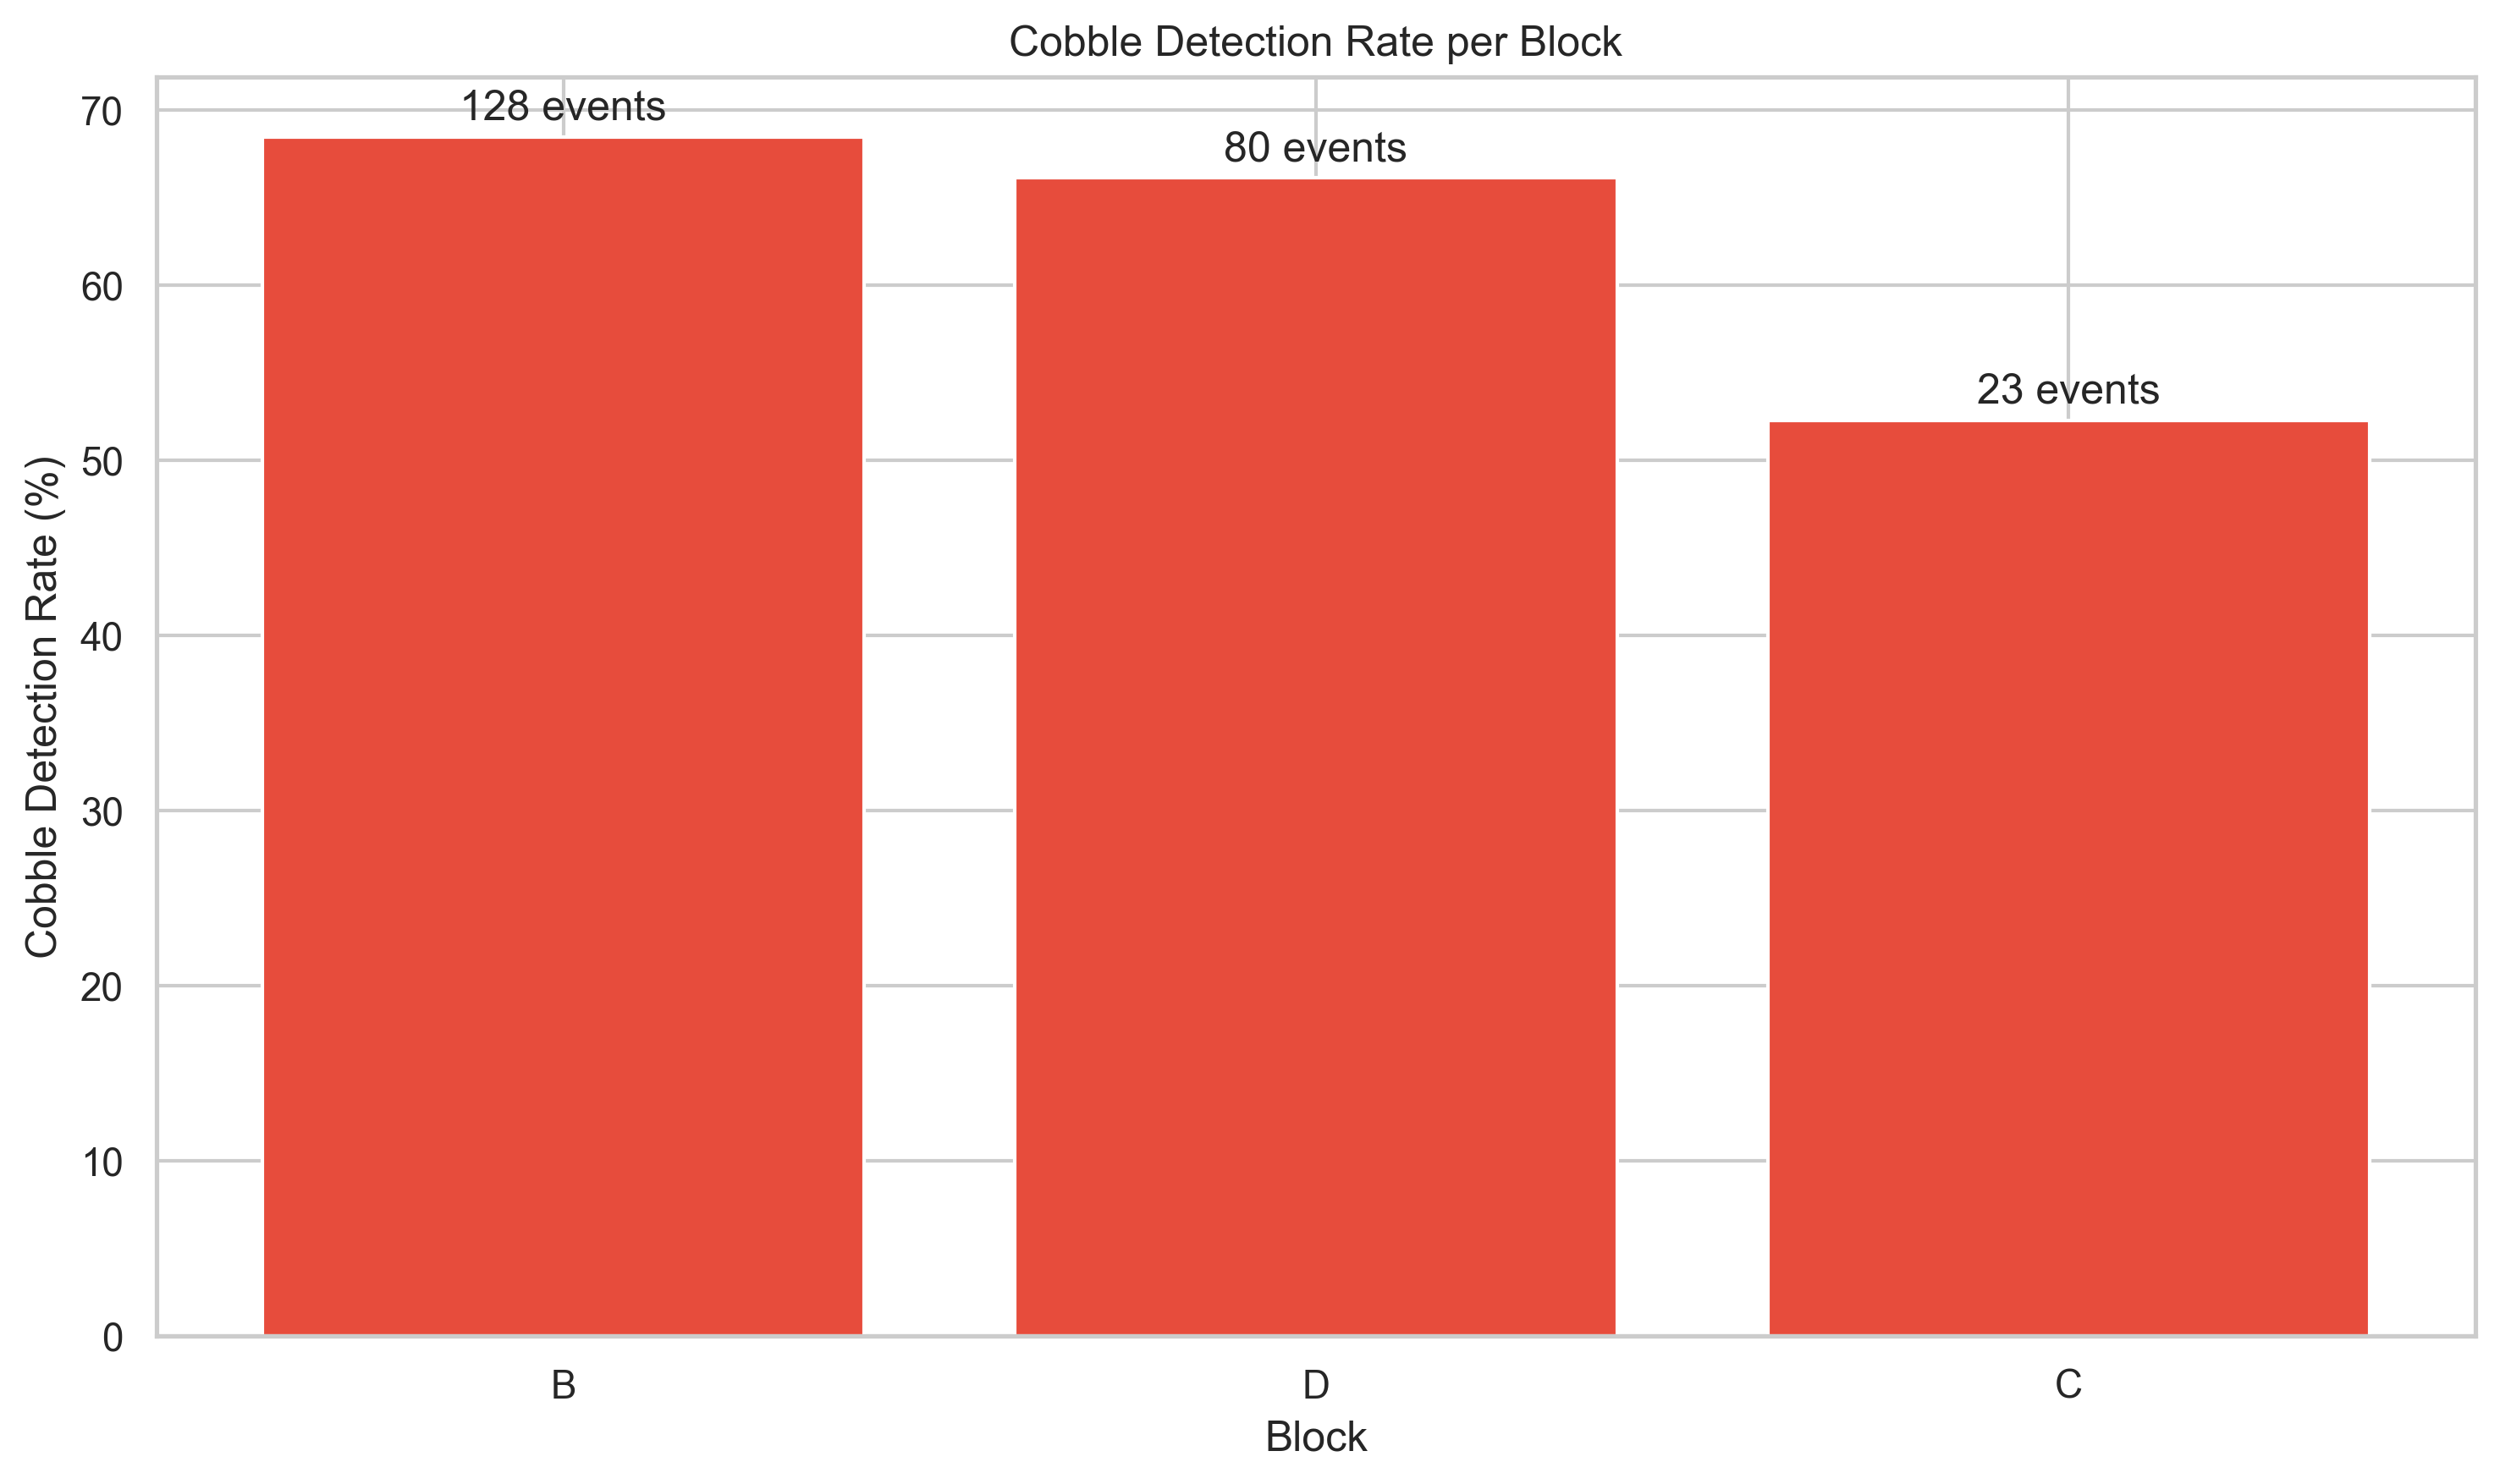 Cobble Detection Rate per Block
128 events
80 events
23 events
Cobble Detection Rate (%)
70
60
50
40
30
20
10
0
B
D
C
Block